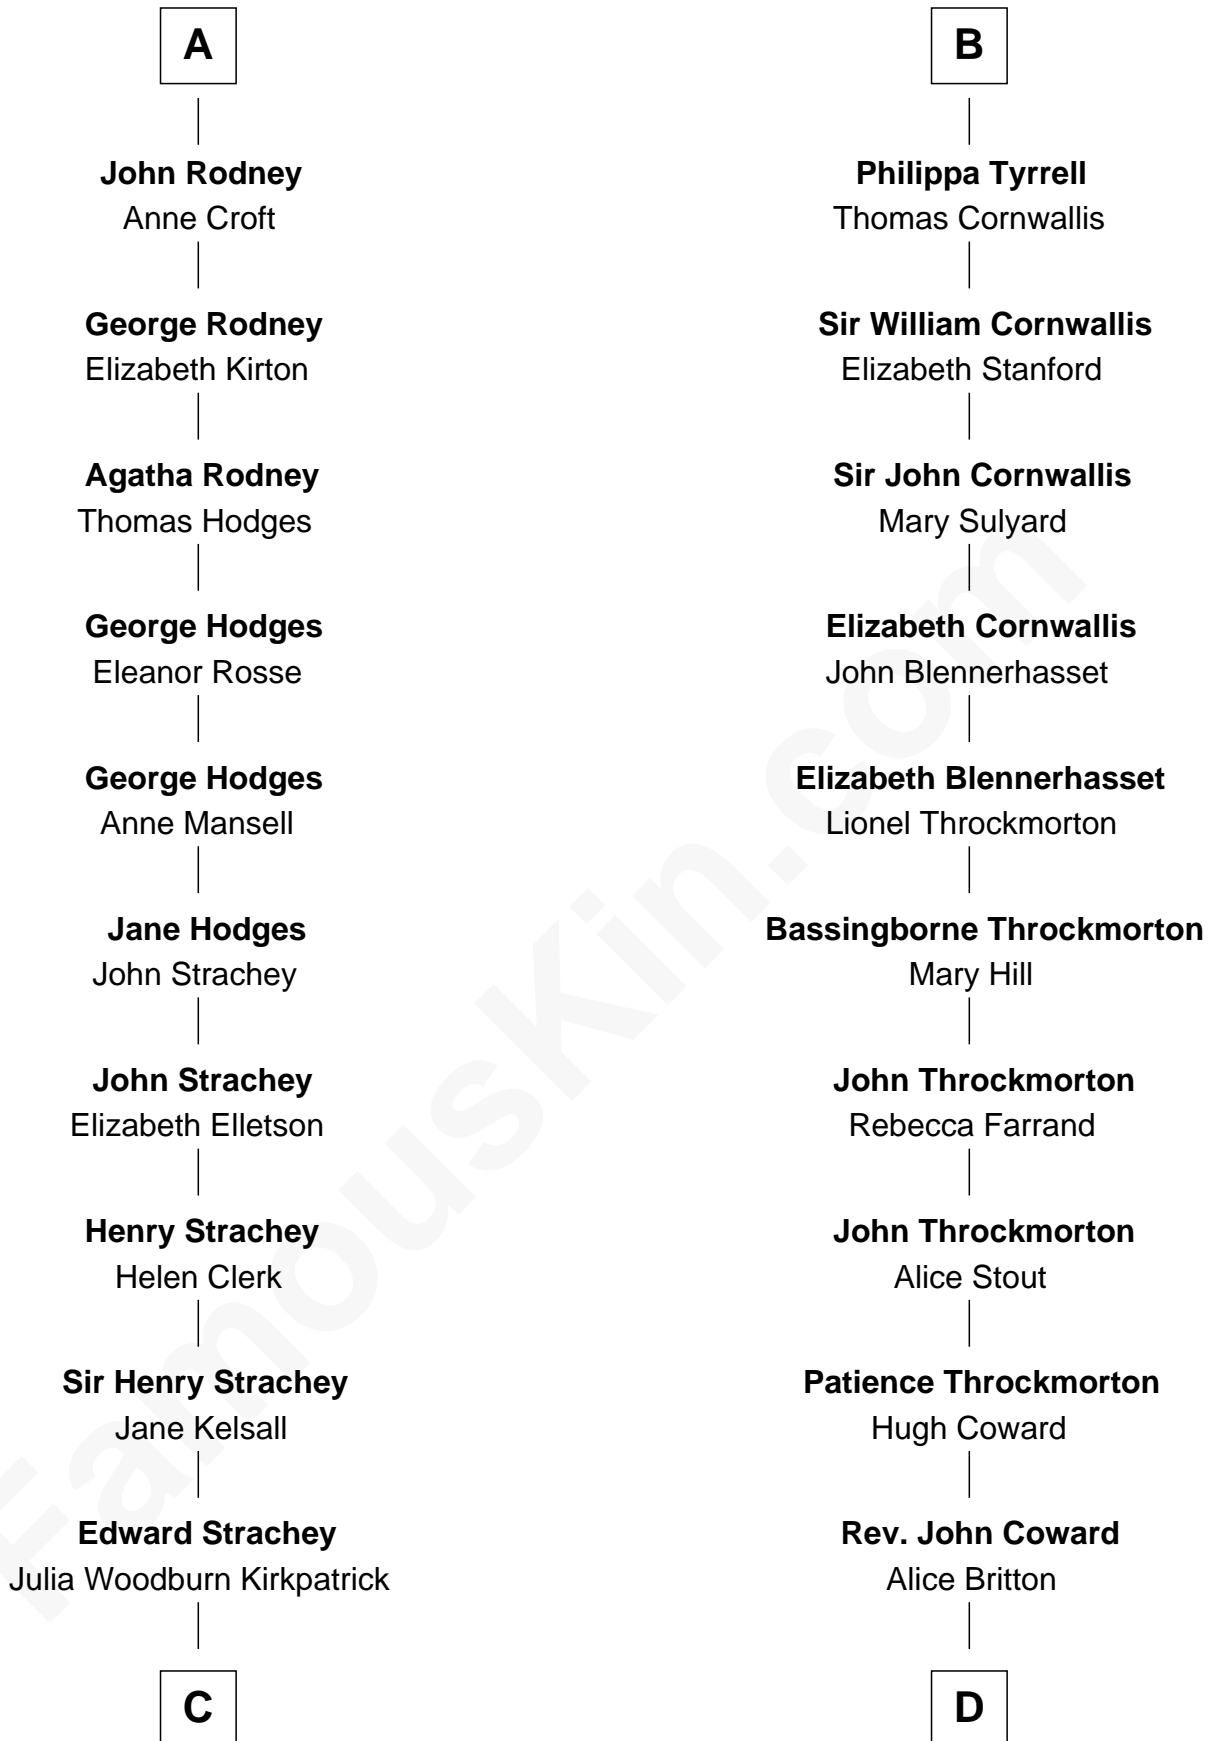 A
John Rodney
Anne Croft
George Rodney
Elizabeth Kirton
Agatha Rodney
Thomas Hodges
George Hodges
Eleanor Rosse
George Hodges
Anne Mansell
Jane Hodges
John Strachey
John Strachey
Elizabeth Elletson
Henry Strachey
Helen Clerk
Sir Henry Strachey
Jane Kelsall
Edward Strachey
Julia Woodburn Kirkpatrick
C
B
Philippa Tyrrell
Thomas Cornwallis
Sir William Cornwallis
Elizabeth Stanford
Sir John Cornwallis
Mary Sulyard
Elizabeth Cornwallis
John Blennerhasset
Elizabeth Blennerhasset
Lionel Throckmorton
Bassingborne Throckmorton
Mary Hill
John Throckmorton
Rebecca Farrand
John Throckmorton
Alice Stout
Patience Throckmorton
Hugh Coward
Rev. John Coward
Alice Britton
D
FamousKin.com